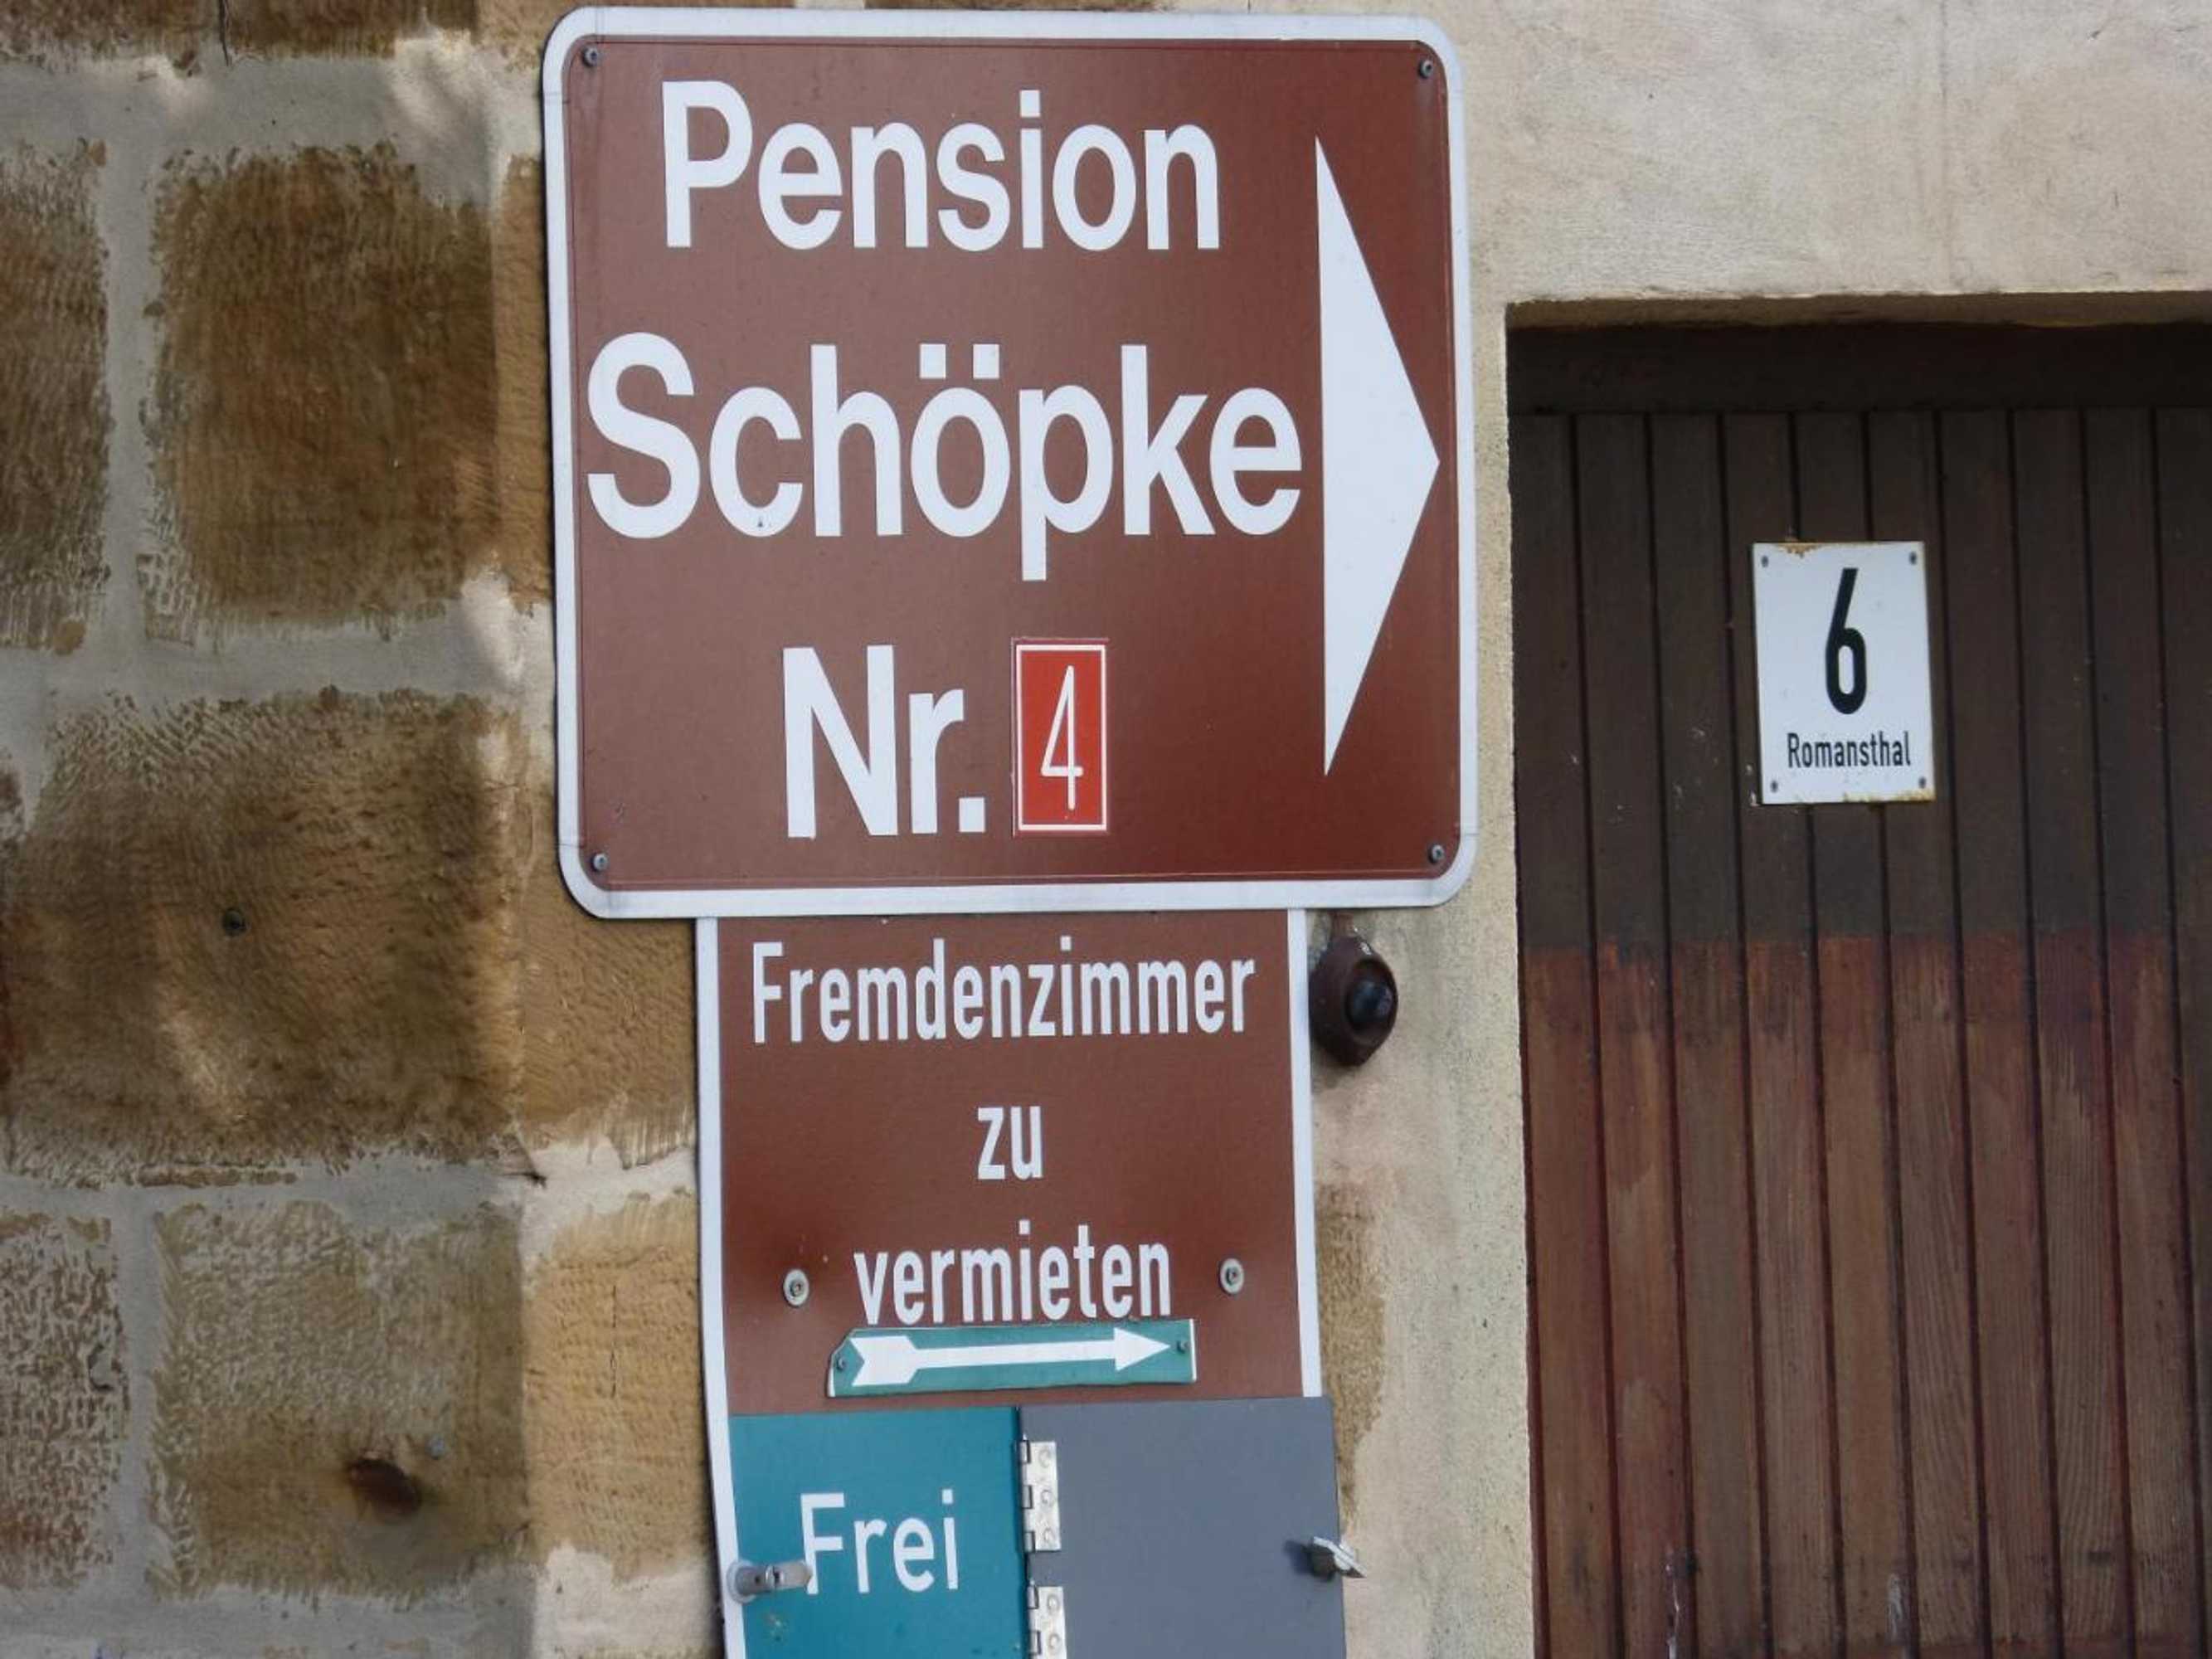 Pension
Schöpke
Nr. 4
Fremdenzimmer
zu
vermieten
Frei
6
Romansthal